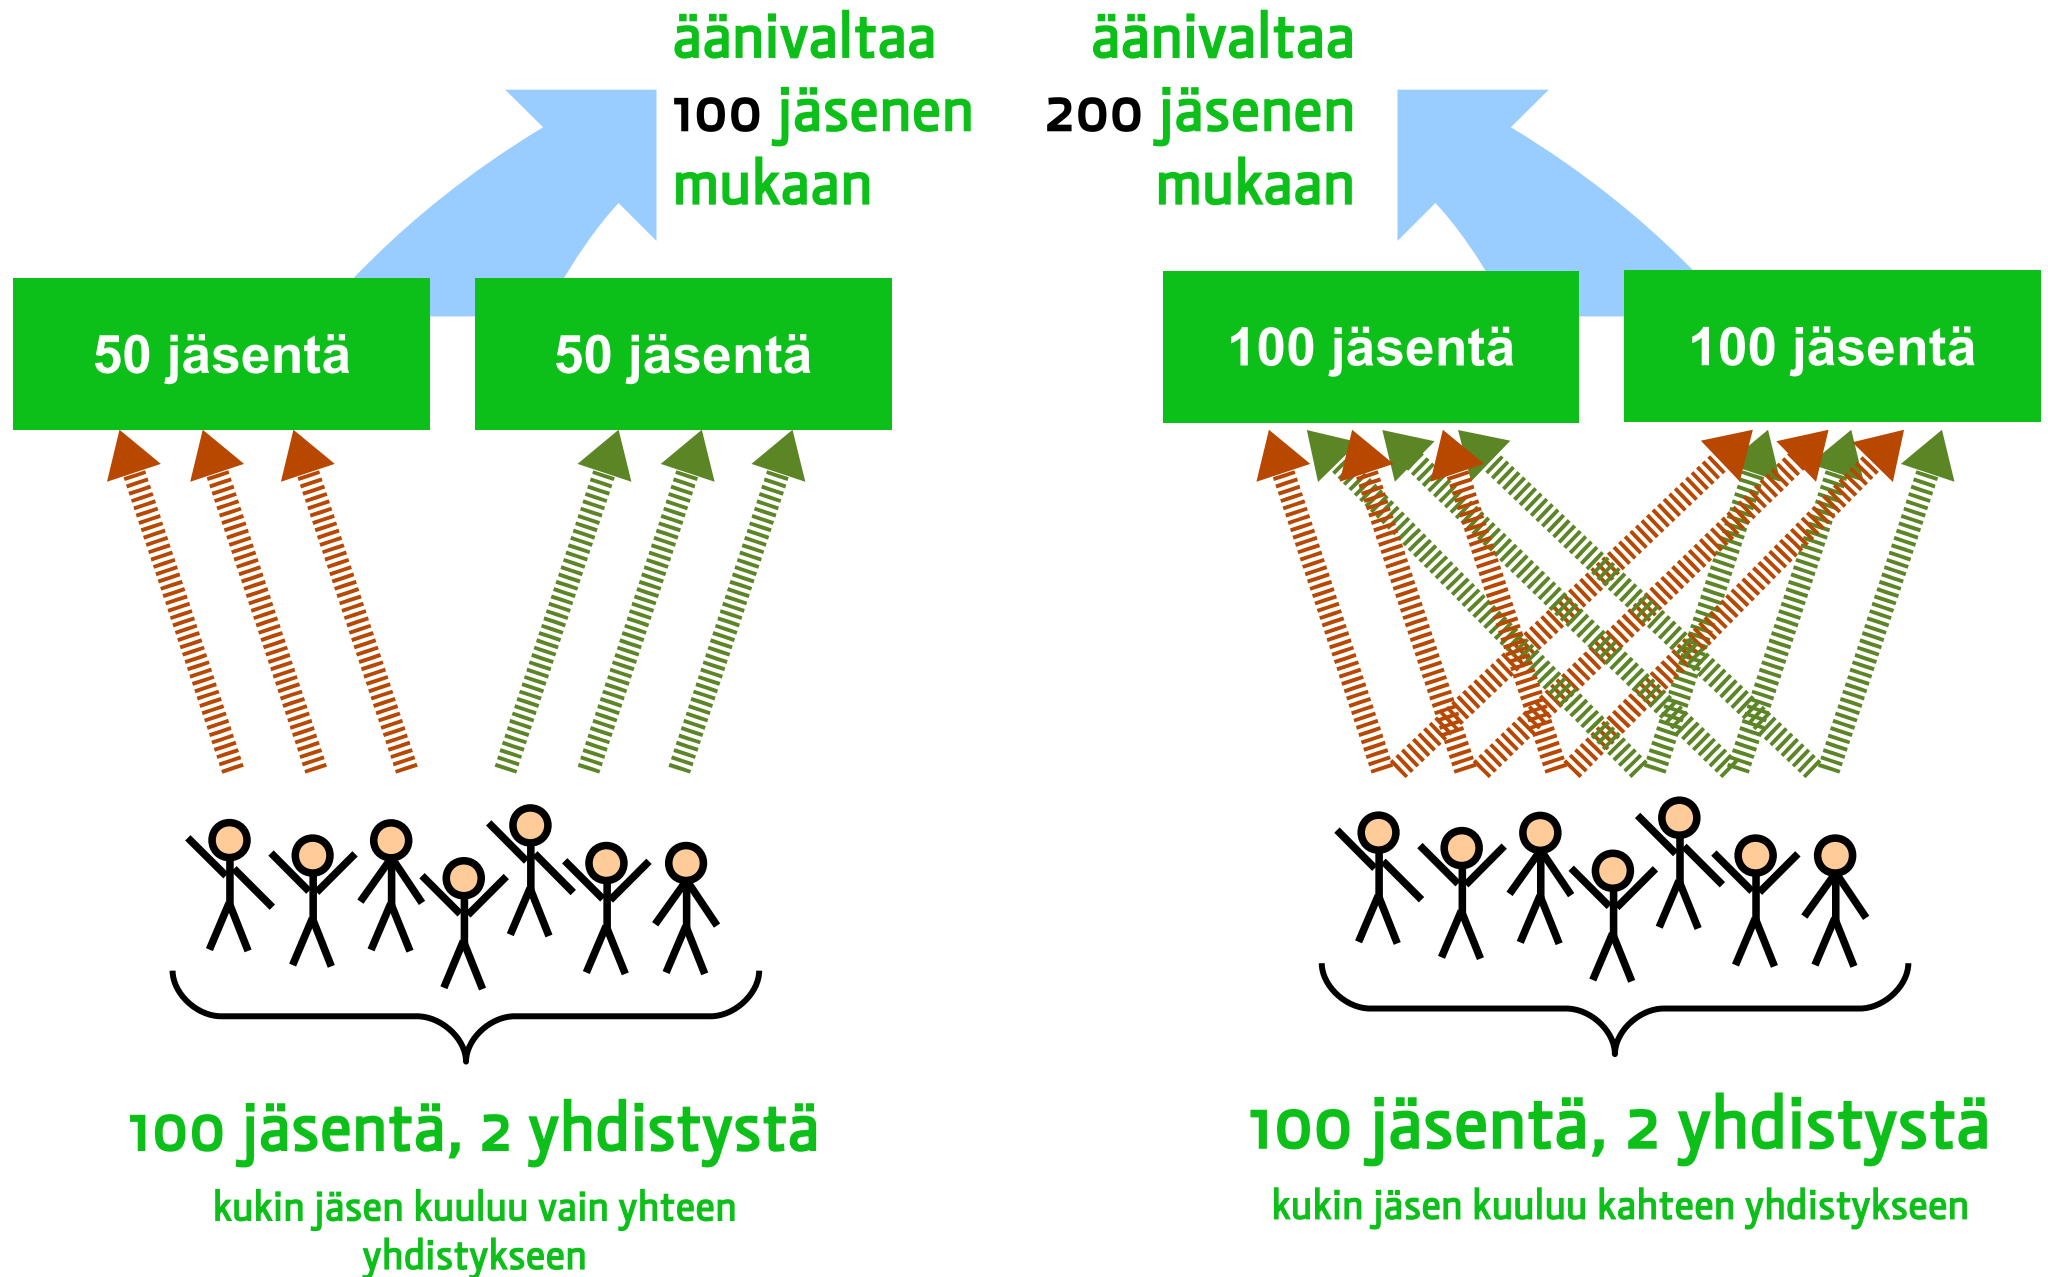 äänivaltaa
100 jäsenen
mukaan
äänivaltaa
200 jäsenen
mukaan
50 jäsentä
50 jäsentä
100 jäsentä
100 jäsentä
100 jäsentä, 2 yhdistystä
kukin jäsen kuuluu vain yhteen
yhdistykseen
100 jäsentä, 2 yhdistystä
kukin jäsen kuuluu kahteen yhdistykseen